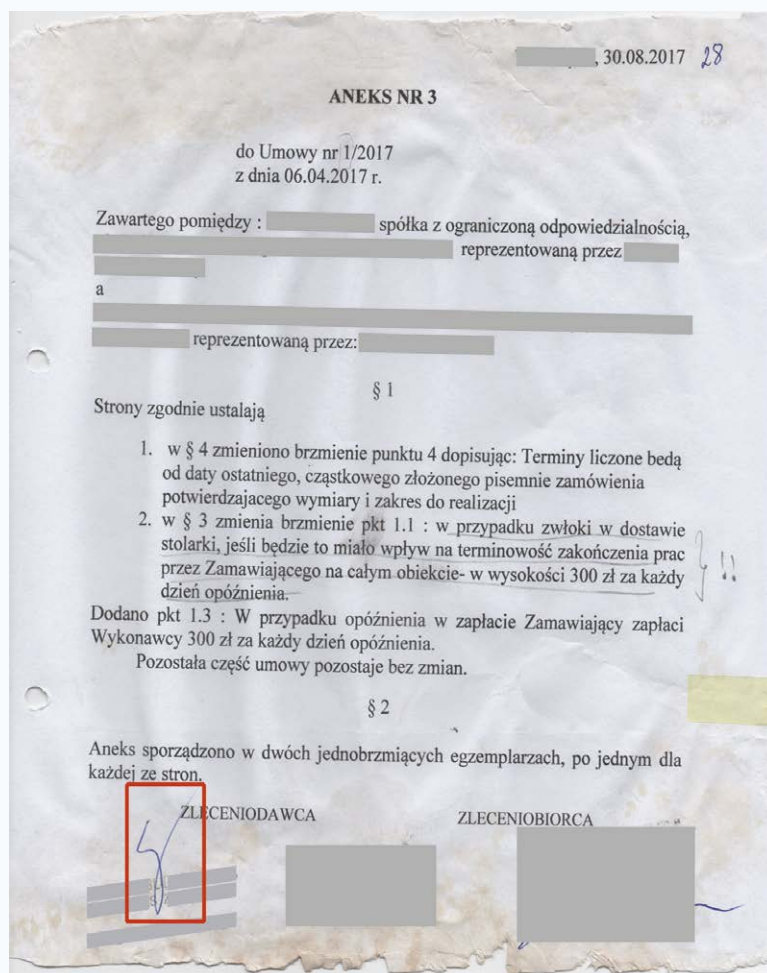 , 30.08.2017 28
ANEKS NR 3
do Umowy nr 1/2017
z dnia 06.04.2017 r.
Zawartego pomiędzy : spółka z ograniczoną odpowiedzialnością,
reprezentowaną przez
a
reprezentowaną przez:
§ 1
Strony zgodnie ustalają
1. w § 4 zmieniono brzmienie punktu 4 dopisując: Terminy liczone bedą
od daty ostatniego, cząstkowego złożonego pisemnie zamówienia
potwierdzajacego wymiary i zakres do realizacji
2. w § 3 zmienia brzmienie pkt 1.1 : w przypadku zwłoki w dostawie
stolarki, jeśli będzie to miało wpływ na terminowość zakończenia prac
przez Zamawiającego na całym obiekcie- w wysokości 300 zł za każdy
dzień opóźnienia. !!
Dodano pkt 1.3 : W przypadku opóźnienia w zapłacie Zamawiający zapłaci
Wykonawcy 300 zł za każdy dzień opóźnienia.
Pozostała część umowy pozostaje bez zmian.
§ 2
Aneks sporządzono w dwóch jednobrzmiących egzemplarzach, po jednym dla
każdej ze stron.
ZLECENIODAWCA ZLECENIOBIORCA